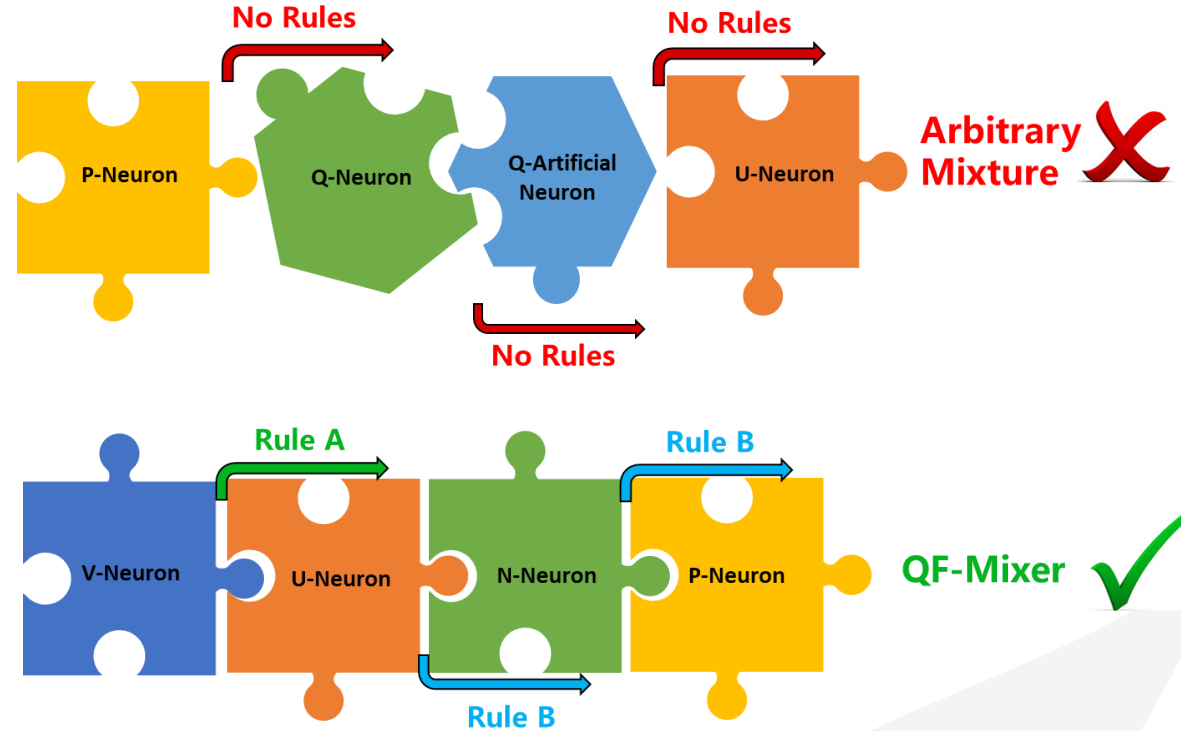 No Rules
No Rules
P-Neuron
Q-Neuron
Q-Artificial
Neuron
U-Neuron
Arbitrary
Mixture
No Rules
Rule A
Rule B
V-Neuron
U-Neuron
N-Neuron
P-Neuron
QF-Mixer
Rule B